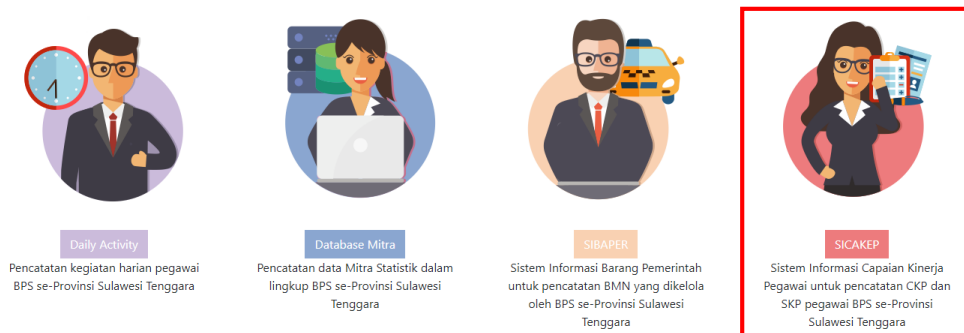 Daily Activity
Pencatatan kegiatan harian pegawai
BPS se-Provinsi Sulawesi Tenggara
Database Mitra
Pencatatan data Mitra Statistik dalam
lingkup BPS se-Provinsi Sulawesi
Tenggara
SIBAPER
Sistem Informasi Barang Pemerintah
untuk pencatatan BMN yang dikelola
oleh BPS se-Provinsi Sulawesi
Tenggara
SICAKEP
Sistem Informasi Capaian Kinerja
Pegawai untuk pencatatan CKP dan
SKP pegawai BPS se-Provinsi
Sulawesi Tenggara